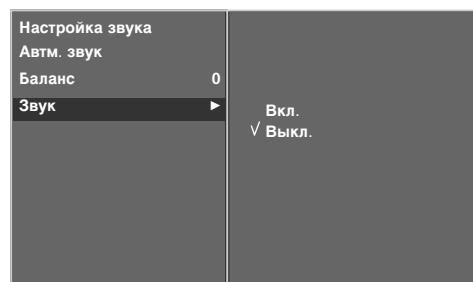 Настройка звука
Автм. звук
Баланс 0
Звук ►
Вкл.
√ Выкл.